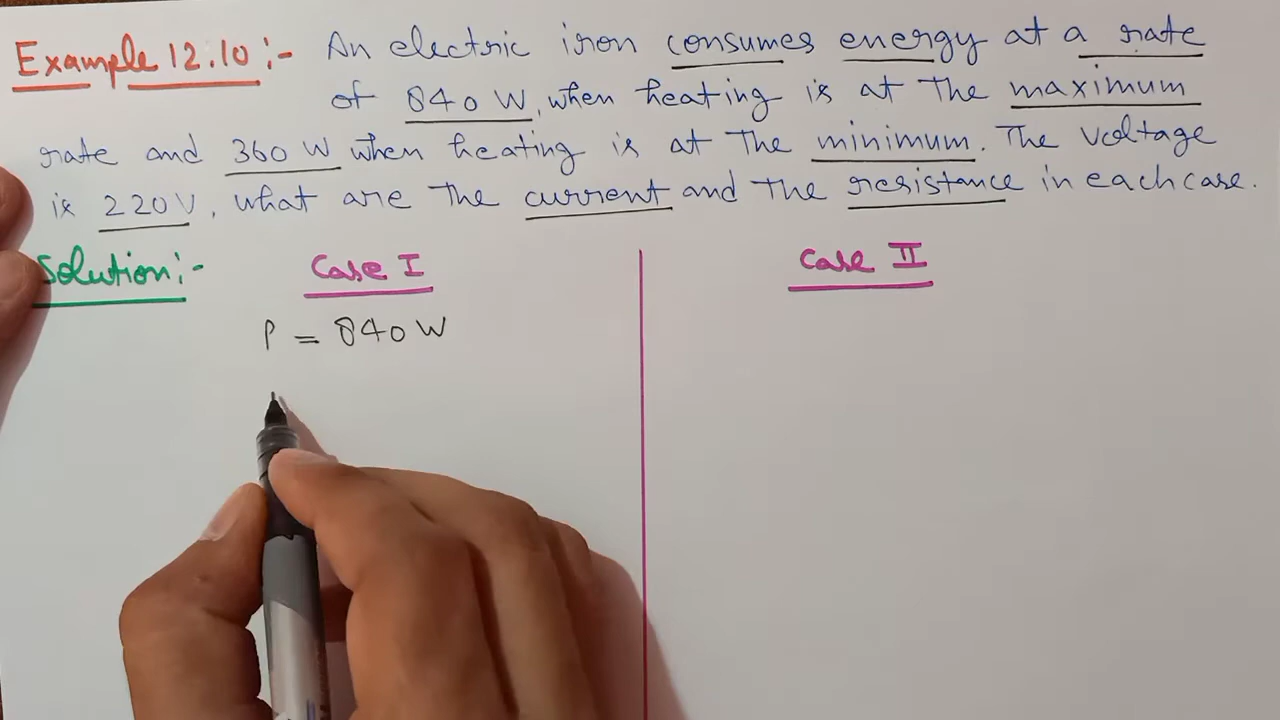 Example 12.10:- An electric iron consumes energy at a rate
of 840 W, when heating is at the maximum
rate and 360 W when heating is at the minimum. The voltage
is 220V, what are the current and the resistance in each case.
Solution:- Case I Case II
P = 840 W